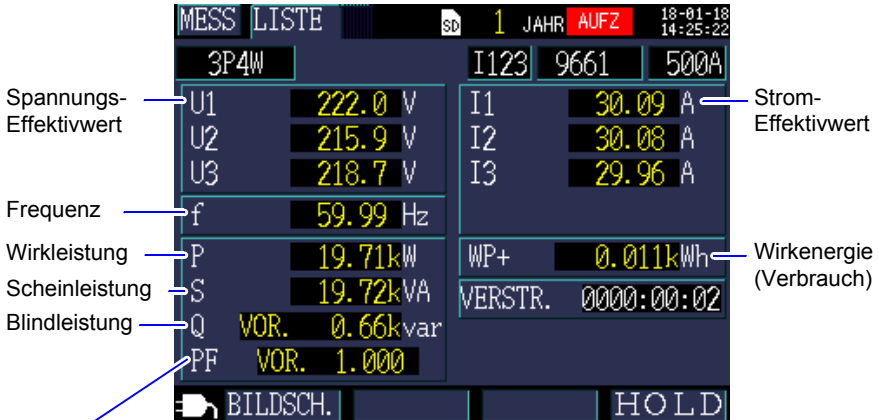 MESS LISTE SD 1 JAHR AUFZ 18-01-18
14:25:22
3P4W I123 9661 500A
Spannungs-
Effektivwert
U1 222.0 V
U2 215.9 V
U3 218.7 V
I1 30.09 A
I2 30.08 A
I3 29.96 A
Strom-
Effektivwert
Frequenz
f 59.99 Hz
Wirkleistung
P 19.71kW
Scheinleistung
S 19.72kVA
Blindleistung
Q VOR. 0.66kvar
PF VOR. 1.000
WP+ 0.011kWh
Wirkenergie
(Verbrauch)
VERSTR. 0000:00:02
BILDSCH. HOLD